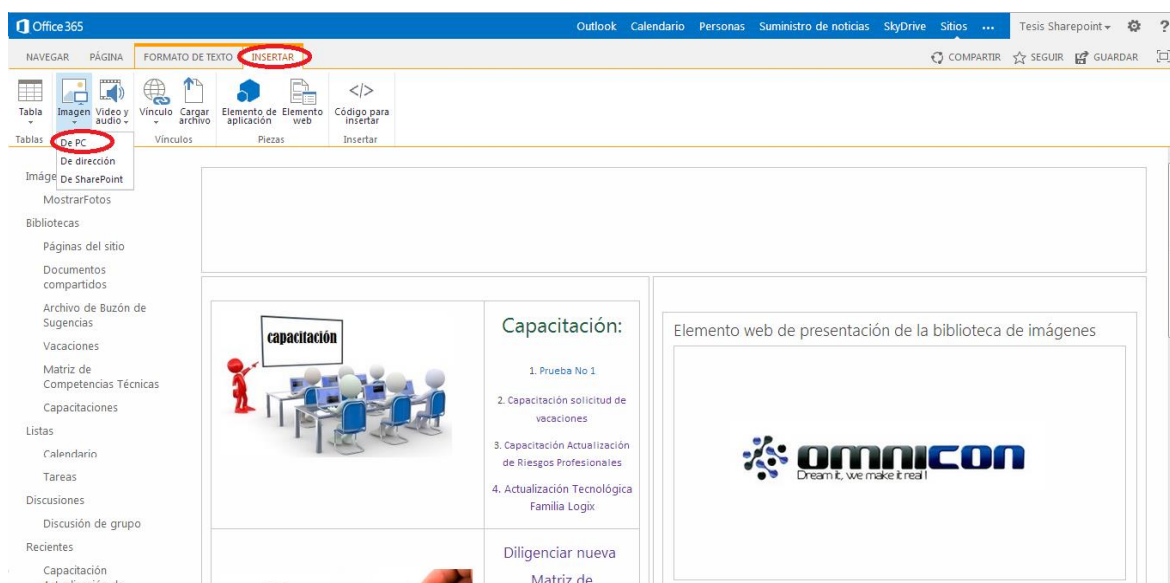 Office 365
Outlook Calendario Personas Suministro de noticias SkyDrive Sitios ... Tesis Sharepoint ?
NAVEGAR PÁGINA FORMATO DE TEXTO INSERTAR
COMPARTIR SEGUIR GUARDAR
Tabla
Imagen
Video y
audio
Vínculo
Cargar
archivo
Elemento de
aplicación
Elemento
web
</>
Código para
insertar
Tablas
Vínculos
Piezas
Insertar
De PC
De dirección
De SharePoint
Imáge
MostrarFotos
Bibliotecas
Páginas del sitio
Documentos
compartidos
Archivo de Buzón de
Sugencias
Vacaciones
Matriz de
Competencias Técnicas
Capacitaciones
Listas
Calendario
Tareas
Discusiones
Discusión de grupo
Recientes
Capacitación
capacitación
Capacitación:
1. Prueba No 1
2. Capacitación solicitud de
vacaciones
3. Capacitación Actualización
de Riesgos Profesionales
4. Actualización Tecnológica
Familia Logix
Diligenciar nueva
Matriz de
Elemento web de presentación de la biblioteca de imágenes
omnicon
Dream it, we make it real !